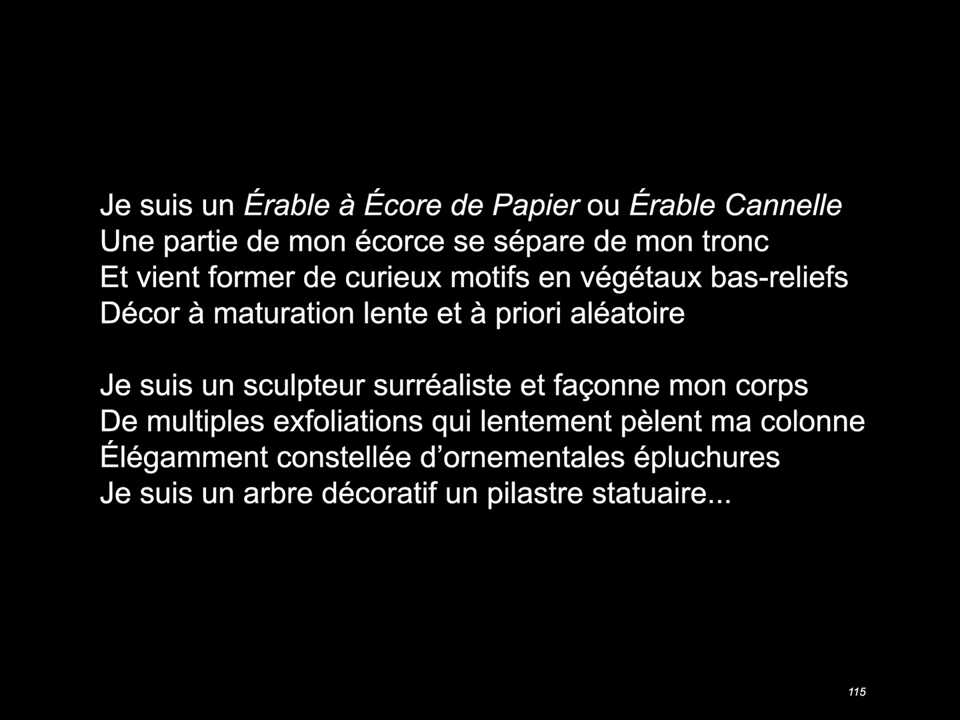 Je suis un Érable à Écore de Papier ou Érable Cannelle
Une partie de mon écorce se sépare de mon tronc
Et vient former de curieux motifs en végétaux bas-reliefs
Décor à maturation lente et à priori aléatoire
Je suis un sculpteur surréaliste et façonne mon corps
De multiples exfoliations qui lentement pèlent ma colonne
Élégamment constellée d’ornementales épluchures
Je suis un arbre décoratif un pilastre statuaire...
115